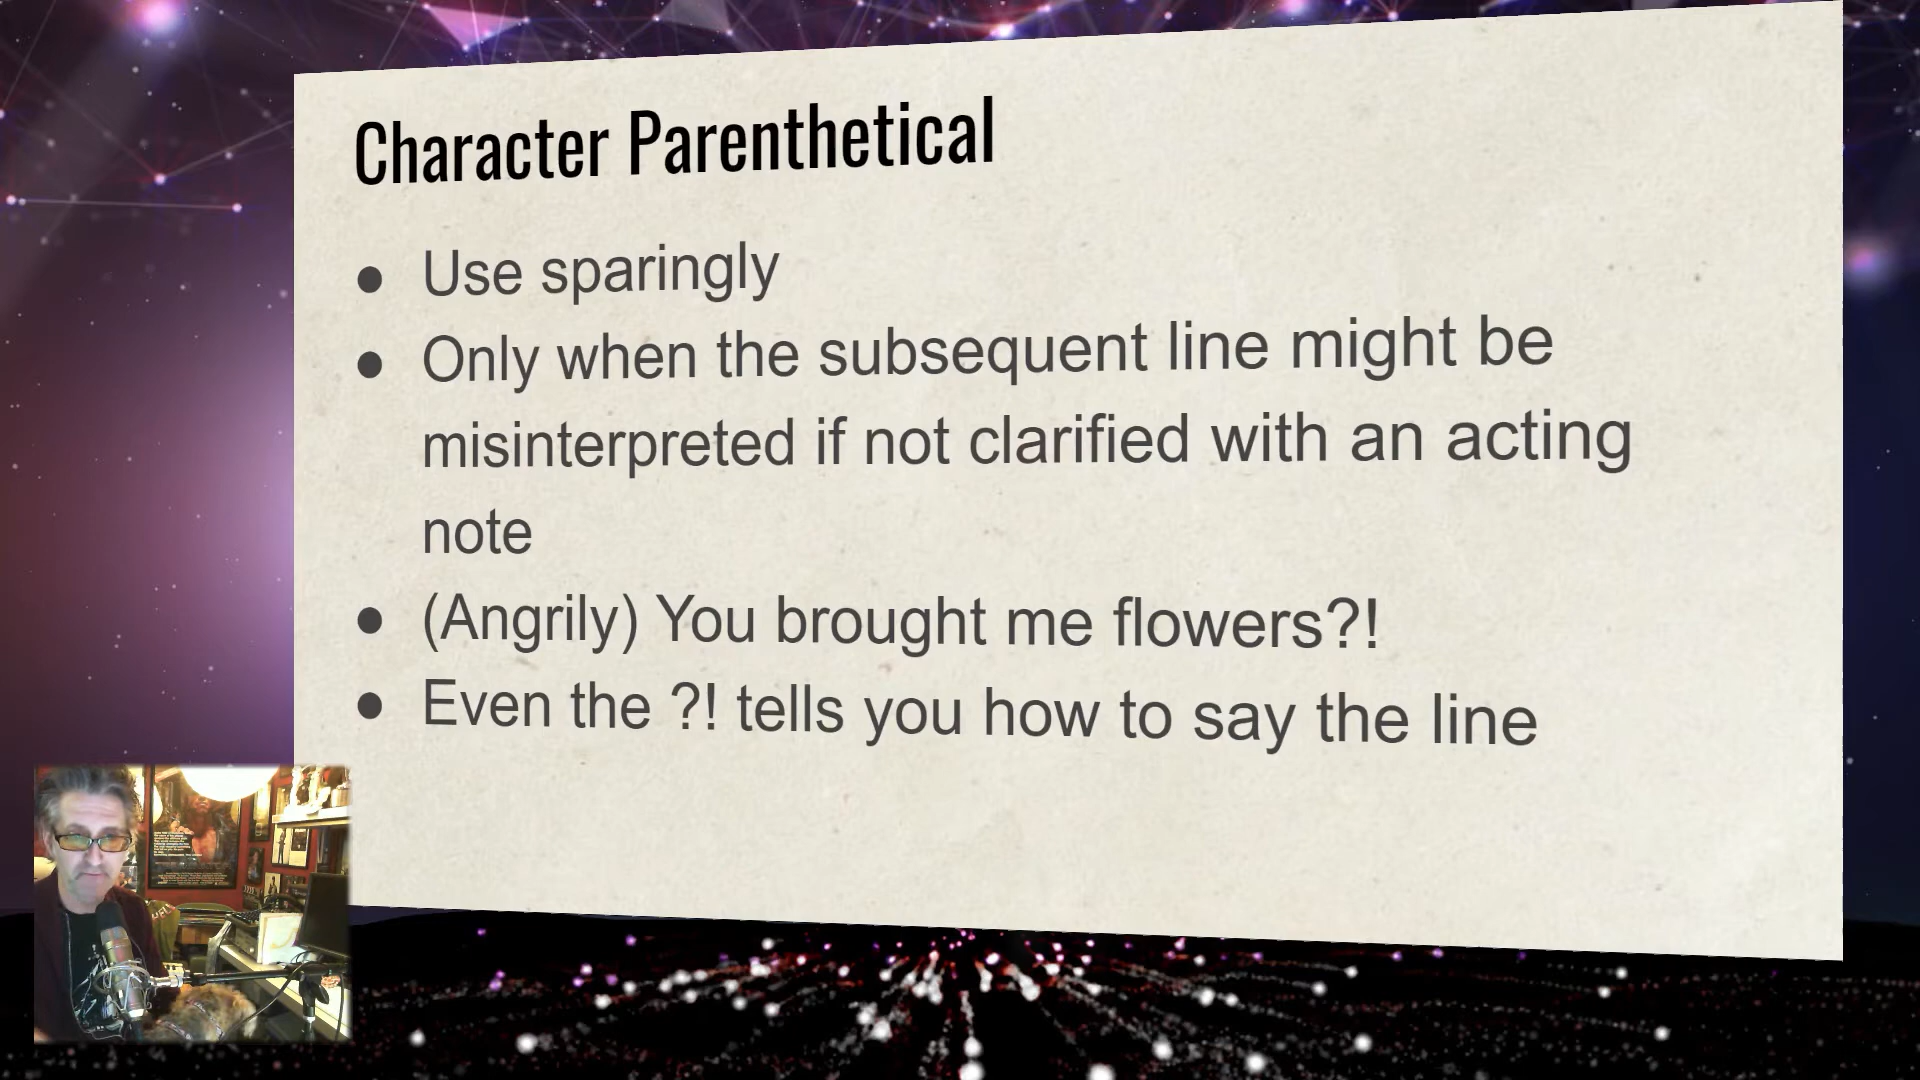 Character Parenthetical
● Use sparingly
● Only when the subsequent line might be
misinterpreted if not clarified with an acting
note
● (Angrily) You brought me flowers?!
● Even the ?! tells you how to say the line